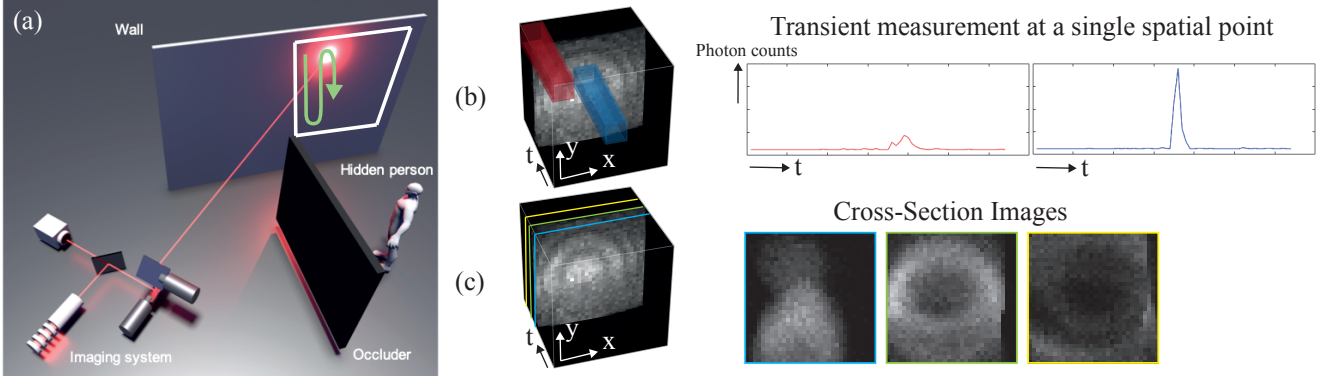 (a)
Wall
Hidden person
Imaging system
Occluder
(b)
y
x
t
Transient measurement at a single spatial point
Photon counts
t
t
(c)
y
x
t
Cross-Section Images